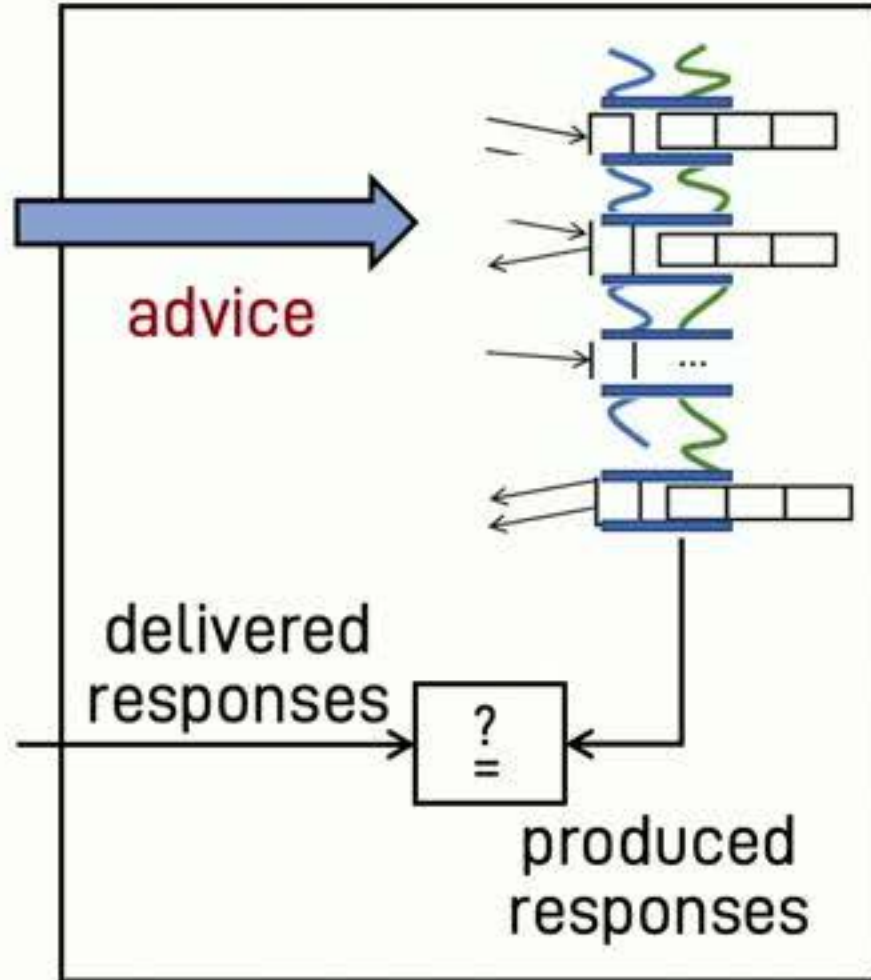 advice
...
delivered
responses
?
=
produced
responses